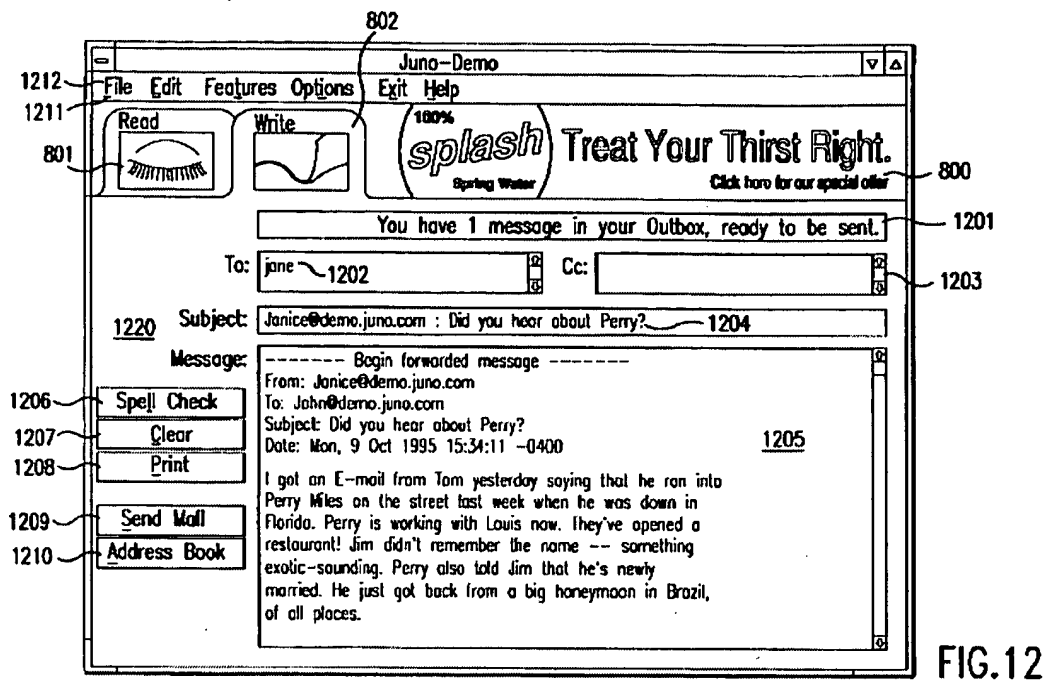 802
Juno-Demo
1212
File Edit Features Options Exit Help
1211
Read
Write
801
100%
splash
Spring Water
Treat Your Thirst Right.
Click here for our special offer
800
You have 1 message in your Outbox, ready to be sent.
1201
To:
jane
1202
Cc:
1203
1220
Subject:
Janice@demo.juno.com : Did you hear about Perry?
1204
Message:
-------- Begin forwarded message --------
From: Janice@demo.juno.com
To: John@demo.juno.com
Subject: Did you hear about Perry?
Date: Mon, 9 Oct 1995 15:34:11 -0400
1205
I got an E-mail from Tom yesterday saying that he ran into
Perry Miles on the street last week when he was down in
Florida. Perry is working with Louis now. They've opened a
restaurant! Jim didn't remember the name -- something
exotic-sounding. Perry also told Jim that he's newly
married. He just got back from a big honeymoon in Brazil,
of all places.
1206
Spell Check
1207
Clear
1208
Print
1209
Send Mail
1210
Address Book
FIG.12